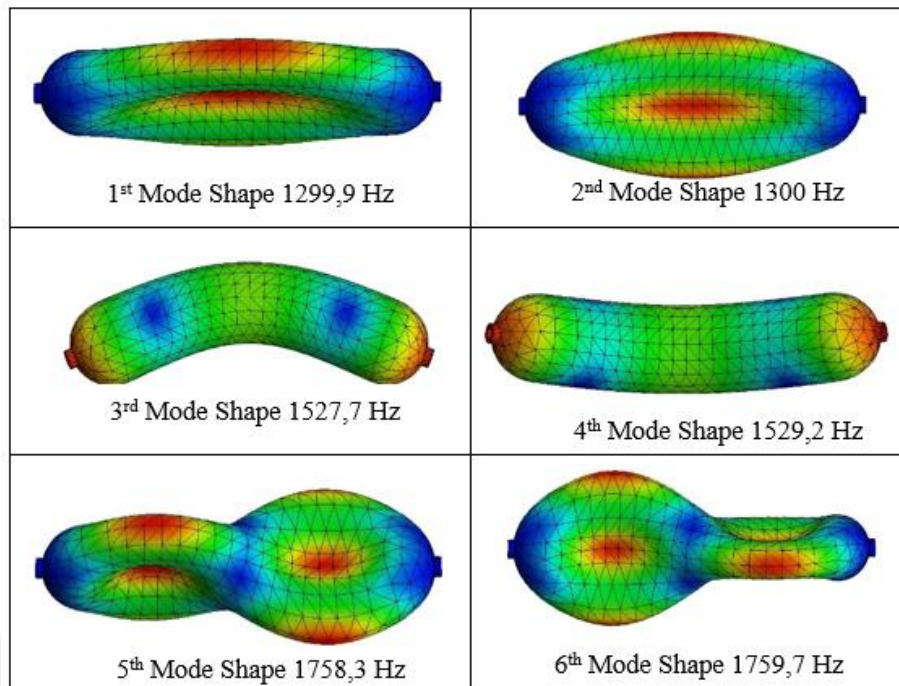 1st Mode Shape 1299,9 Hz
2nd Mode Shape 1300 Hz
3rd Mode Shape 1527,7 Hz
4th Mode Shape 1529,2 Hz
5th Mode Shape 1758,3 Hz
6th Mode Shape 1759,7 Hz